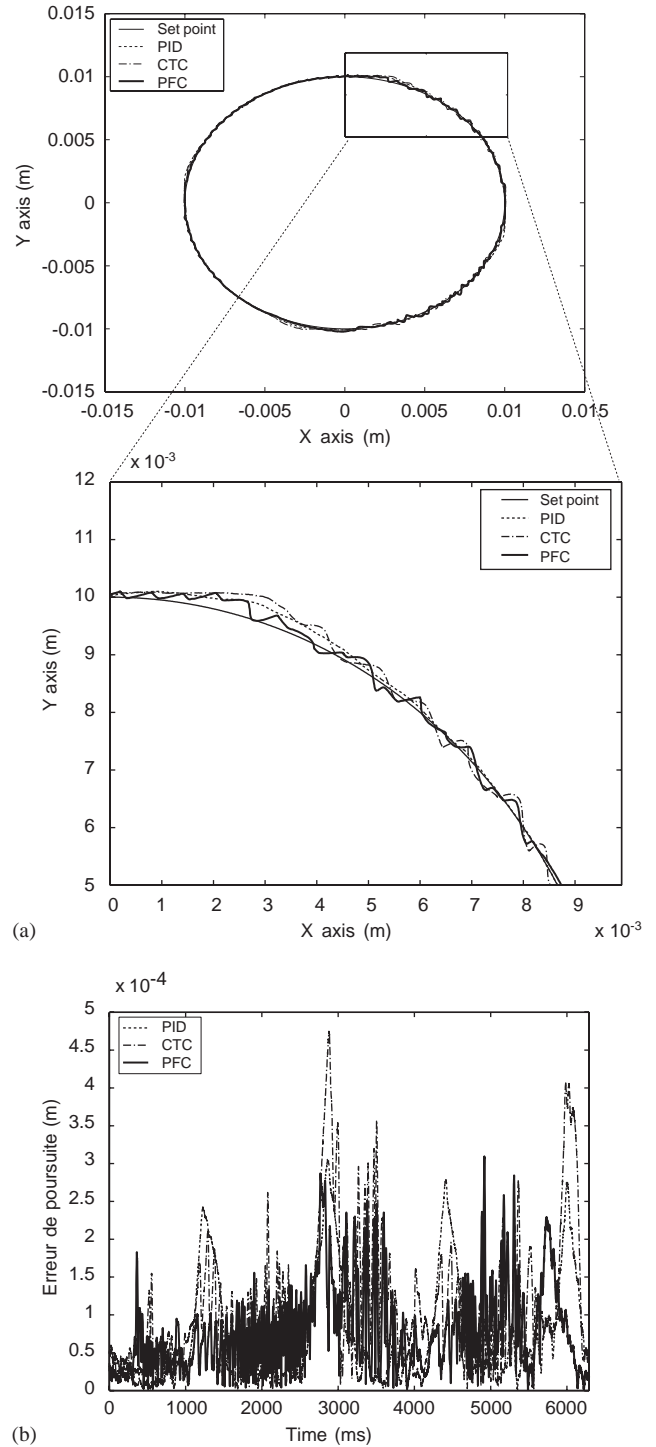 0.015
0.01
0.005
0
-0.005
-0.01
-0.015
Y axis (m)
Set point
PID
CTC
PFC
-0.015 -0.01 -0.005 0 0.005 0.01 0.015
X axis (m)
x 10-3
12
11
10
9
8
7
6
5
Y axis (m)
Set point
PID
CTC
PFC
0 1 2 3 4 5 6 7 8 9
(a)
X axis (m)
x 10-3
x 10-4
5
4.5
4
3.5
3
2.5
2
1.5
1
0.5
0
Erreur de poursuite (m)
PID
CTC
PFC
0 1000 2000 3000 4000 5000 6000
(b)
Time (ms)